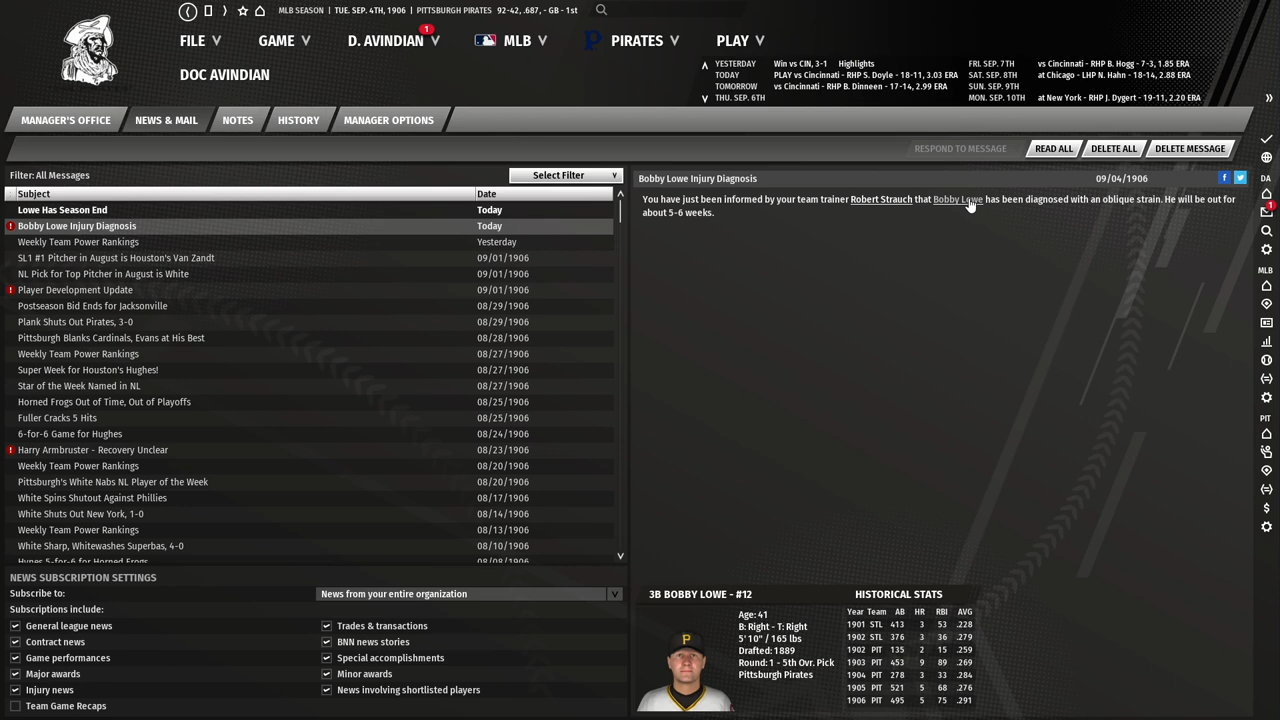 MLB SEASON | TUE. SEP. 4TH, 1906 | PITTSBURGH PIRATES 92-42, .687, - GB - 1st
FILE GAME D. AVINDIAN 1 MLB PIRATES PLAY
DOC AVINDIAN
YESTERDAY Win vs CIN, 3-1 Highlights FRI. SEP. 7TH vs Cincinnati - RHP B. Hogg - 7-3, 1.85 ERA
TODAY PLAY vs Cincinnati - RHP S. Doyle - 18-11, 3.03 ERA SAT. SEP. 8TH at Chicago - LHP N. Hahn - 18-14, 2.88 ERA
TOMORROW vs Cincinnati - RHP B. Dinneen - 17-14, 2.99 ERA SUN. SEP. 9TH
THU. SEP. 6TH MON. SEP. 10TH at New York - RHP J. Dygert - 19-11, 2.20 ERA
MANAGER'S OFFICE NEWS & MAIL NOTES HISTORY MANAGER OPTIONS
RESPOND TO MESSAGE READ ALL DELETE ALL DELETE MESSAGE
Filter: All Messages Select Filter
Subject Date
Lowe Has Season End Today
Bobby Lowe Injury Diagnosis Today
Weekly Team Power Rankings Yesterday
SL1 #1 Pitcher in August is Houston's Van Zandt 09/01/1906
NL Pick for Top Pitcher in August is White 09/01/1906
Player Development Update 09/01/1906
Postseason Bid Ends for Jacksonville 08/29/1906
Plank Shuts Out Pirates, 3-0 08/29/1906
Pittsburgh Blanks Cardinals, Evans at His Best 08/28/1906
Weekly Team Power Rankings 08/27/1906
Super Week for Houston's Hughes! 08/27/1906
Star of the Week Named in NL 08/27/1906
Horned Frogs Out of Time, Out of Playoffs 08/25/1906
Fuller Cracks 5 Hits 08/25/1906
6-for-6 Game for Hughes 08/24/1906
Harry Armbruster - Recovery Unclear 08/23/1906
Weekly Team Power Rankings 08/20/1906
Pittsburgh's White Nabs NL Player of the Week 08/20/1906
White Spins Shutout Against Phillies 08/17/1906
White Shuts Out New York, 1-0 08/14/1906
Weekly Team Power Rankings 08/13/1906
White Sharp, Whitewashes Superbas, 4-0 08/10/1906
Hynes 5-for-6 for Horned Frogs 08/08/1906
Bobby Lowe Injury Diagnosis 09/04/1906
You have just been informed by your team trainer Robert Strauch that Bobby Lowe has been diagnosed with an oblique strain. He will be out for
about 5-6 weeks.
DA
1
MLB
PIT
NEWS SUBSCRIPTION SETTINGS
Subscribe to: News from your entire organization
Subscriptions include:
General league news Trades & transactions
Contract news BNN news stories
Game performances Special accomplishments
Major awards Minor awards
Injury news News involving shortlisted players
Team Game Recaps
3B BOBBY LOWE - #12
Age: 41
B: Right - T: Right
5' 10" / 165 lbs
Drafted: 1889
Round: 1 - 5th Ovr. Pick
Pittsburgh Pirates
HISTORICAL STATS
Year Team AB HR RBI AVG
1901 STL 413 3 53 .228
1902 STL 376 3 36 .279
1902 PIT 135 2 15 .259
1903 PIT 453 9 89 .269
1904 PIT 278 3 33 .284
1905 PIT 521 5 68 .276
1906 PIT 495 5 75 .291